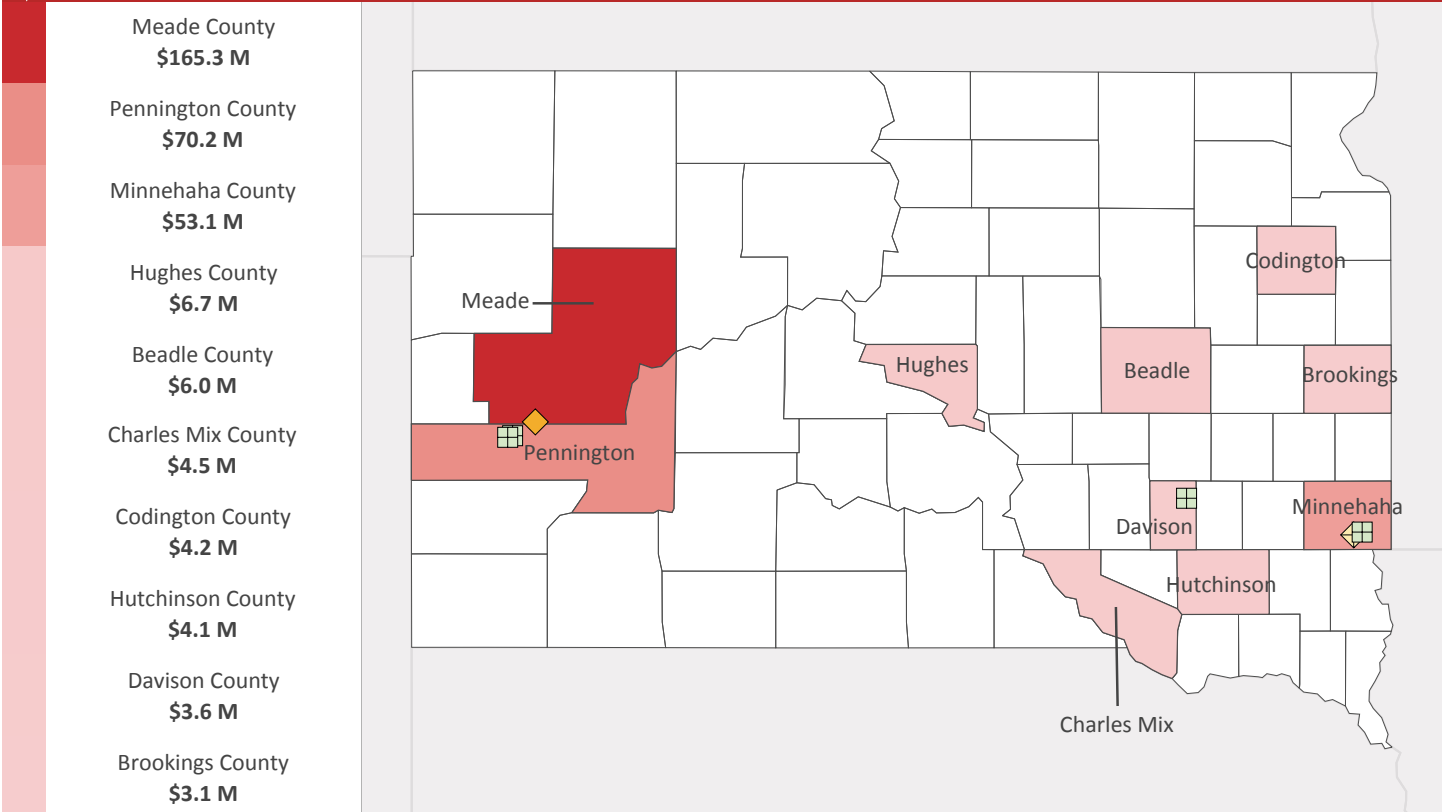 Meade County
$165.3 M
Pennington County
$70.2 M
Minnehaha County
$53.1 M
Hughes County
$6.7 M
Beadle County
$6.0 M
Charles Mix County
$4.5 M
Codington County
$4.2 M
Hutchinson County
$4.1 M
Davison County
$3.6 M
Brookings County
$3.1 M
Codington
Meade
Hughes
Beadle
Brookings
Pennington
Minnehaha
Davison
Hutchinson
Charles Mix